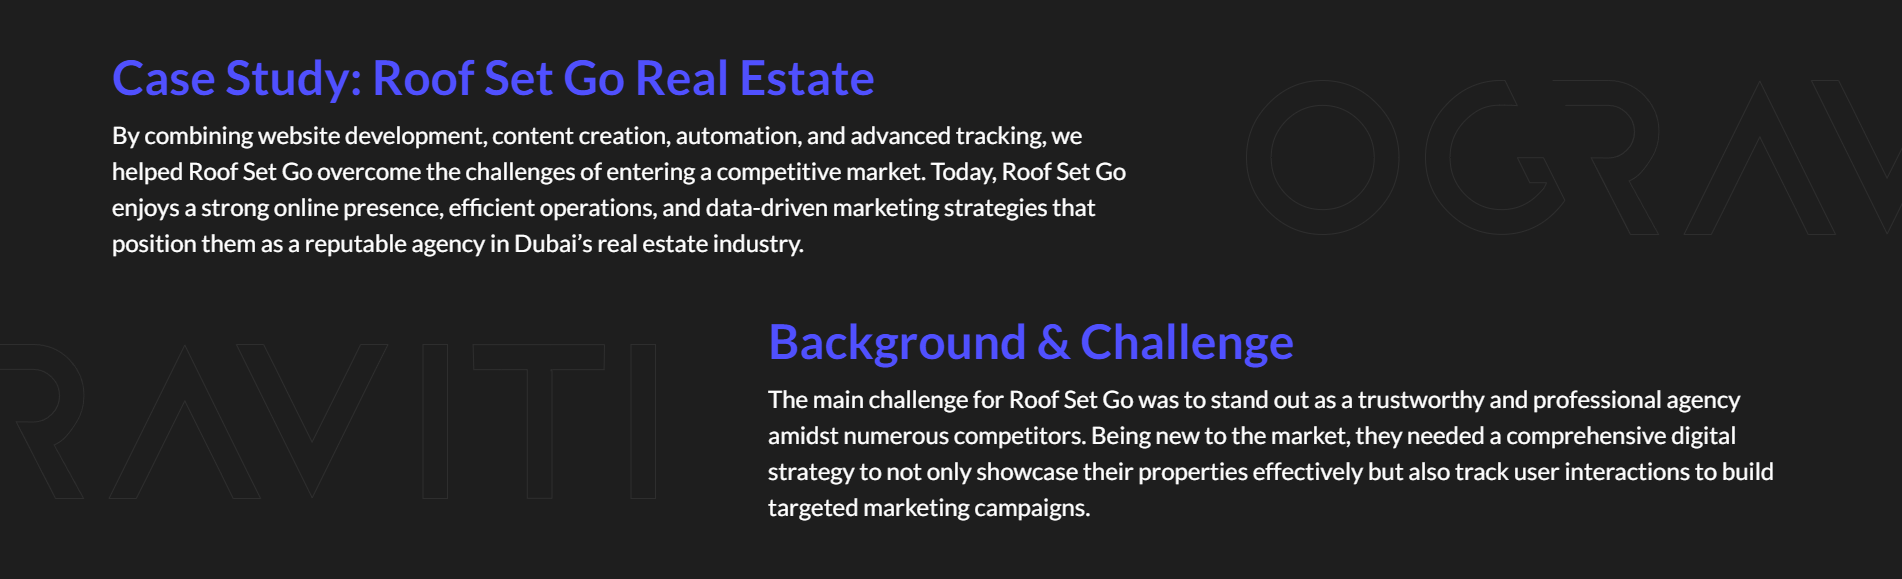 Case Study: Roof Set Go Real Estate
By combining website development, content creation, automation, and advanced tracking, we
helped Roof Set Go overcome the challenges of entering a competitive market. Today, Roof Set Go
enjoys a strong online presence, efficient operations, and data-driven marketing strategies that
position them as a reputable agency in Dubai’s real estate industry.
OGRAV
RAVITI
Background & Challenge
The main challenge for Roof Set Go was to stand out as a trustworthy and professional agency
amidst numerous competitors. Being new to the market, they needed a comprehensive digital
strategy to not only showcase their properties effectively but also track user interactions to build
targeted marketing campaigns.